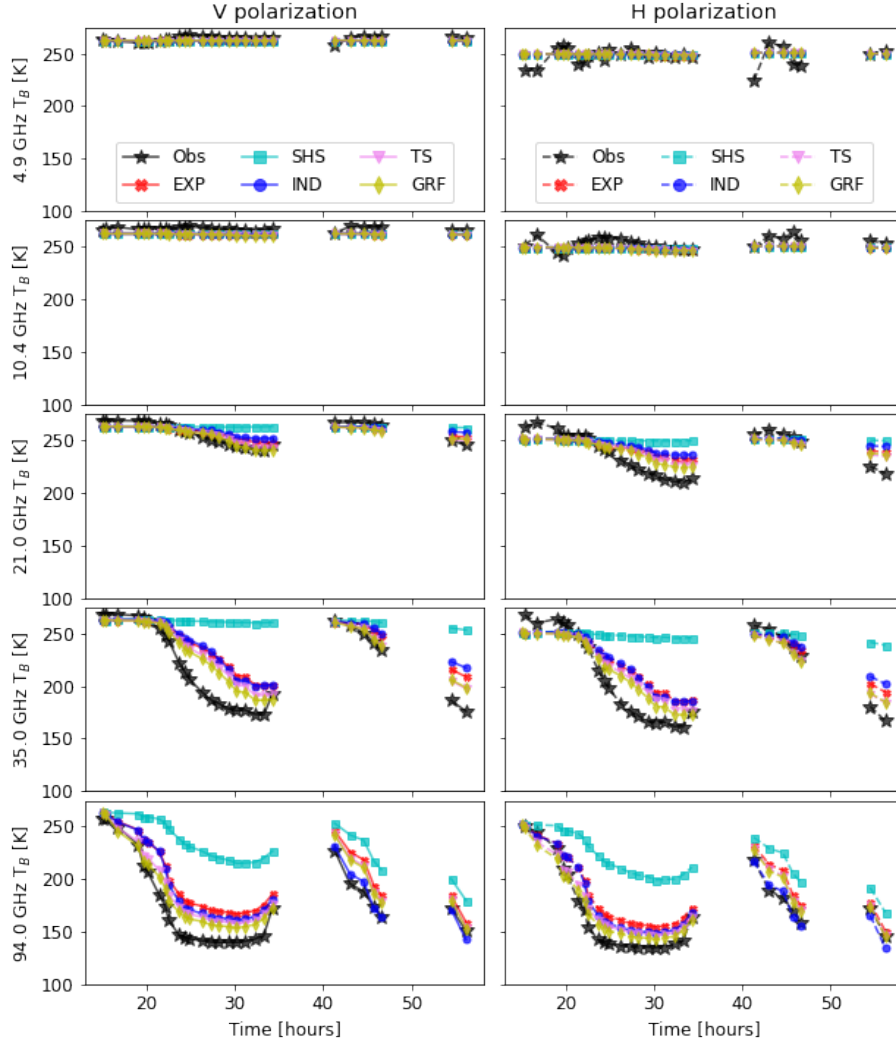 V polarization H polarization
4.9 GHz T_B [K]
250
200
150
100
Obs SHS TS
EXP IND GRF
Obs SHS TS
EXP IND GRF
10.4 GHz T_B [K]
250
200
150
100
21.0 GHz T_B [K]
250
200
150
100
35.0 GHz T_B [K]
250
200
150
100
94.0 GHz T_B [K]
250
200
150
100
20 30 40 50 20 30 40 50
Time [hours] Time [hours]